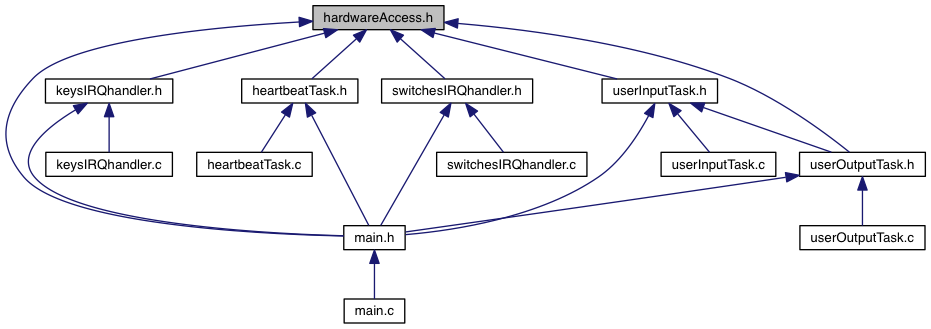 hardwareAccess.h
keysIRQhandler.h
heartbeatTask.h
switchesIRQhandler.h
userInputTask.h
keysIRQhandler.c
heartbeatTask.c
switchesIRQhandler.c
userInputTask.c
userOutputTask.h
main.h
userOutputTask.c
main.c